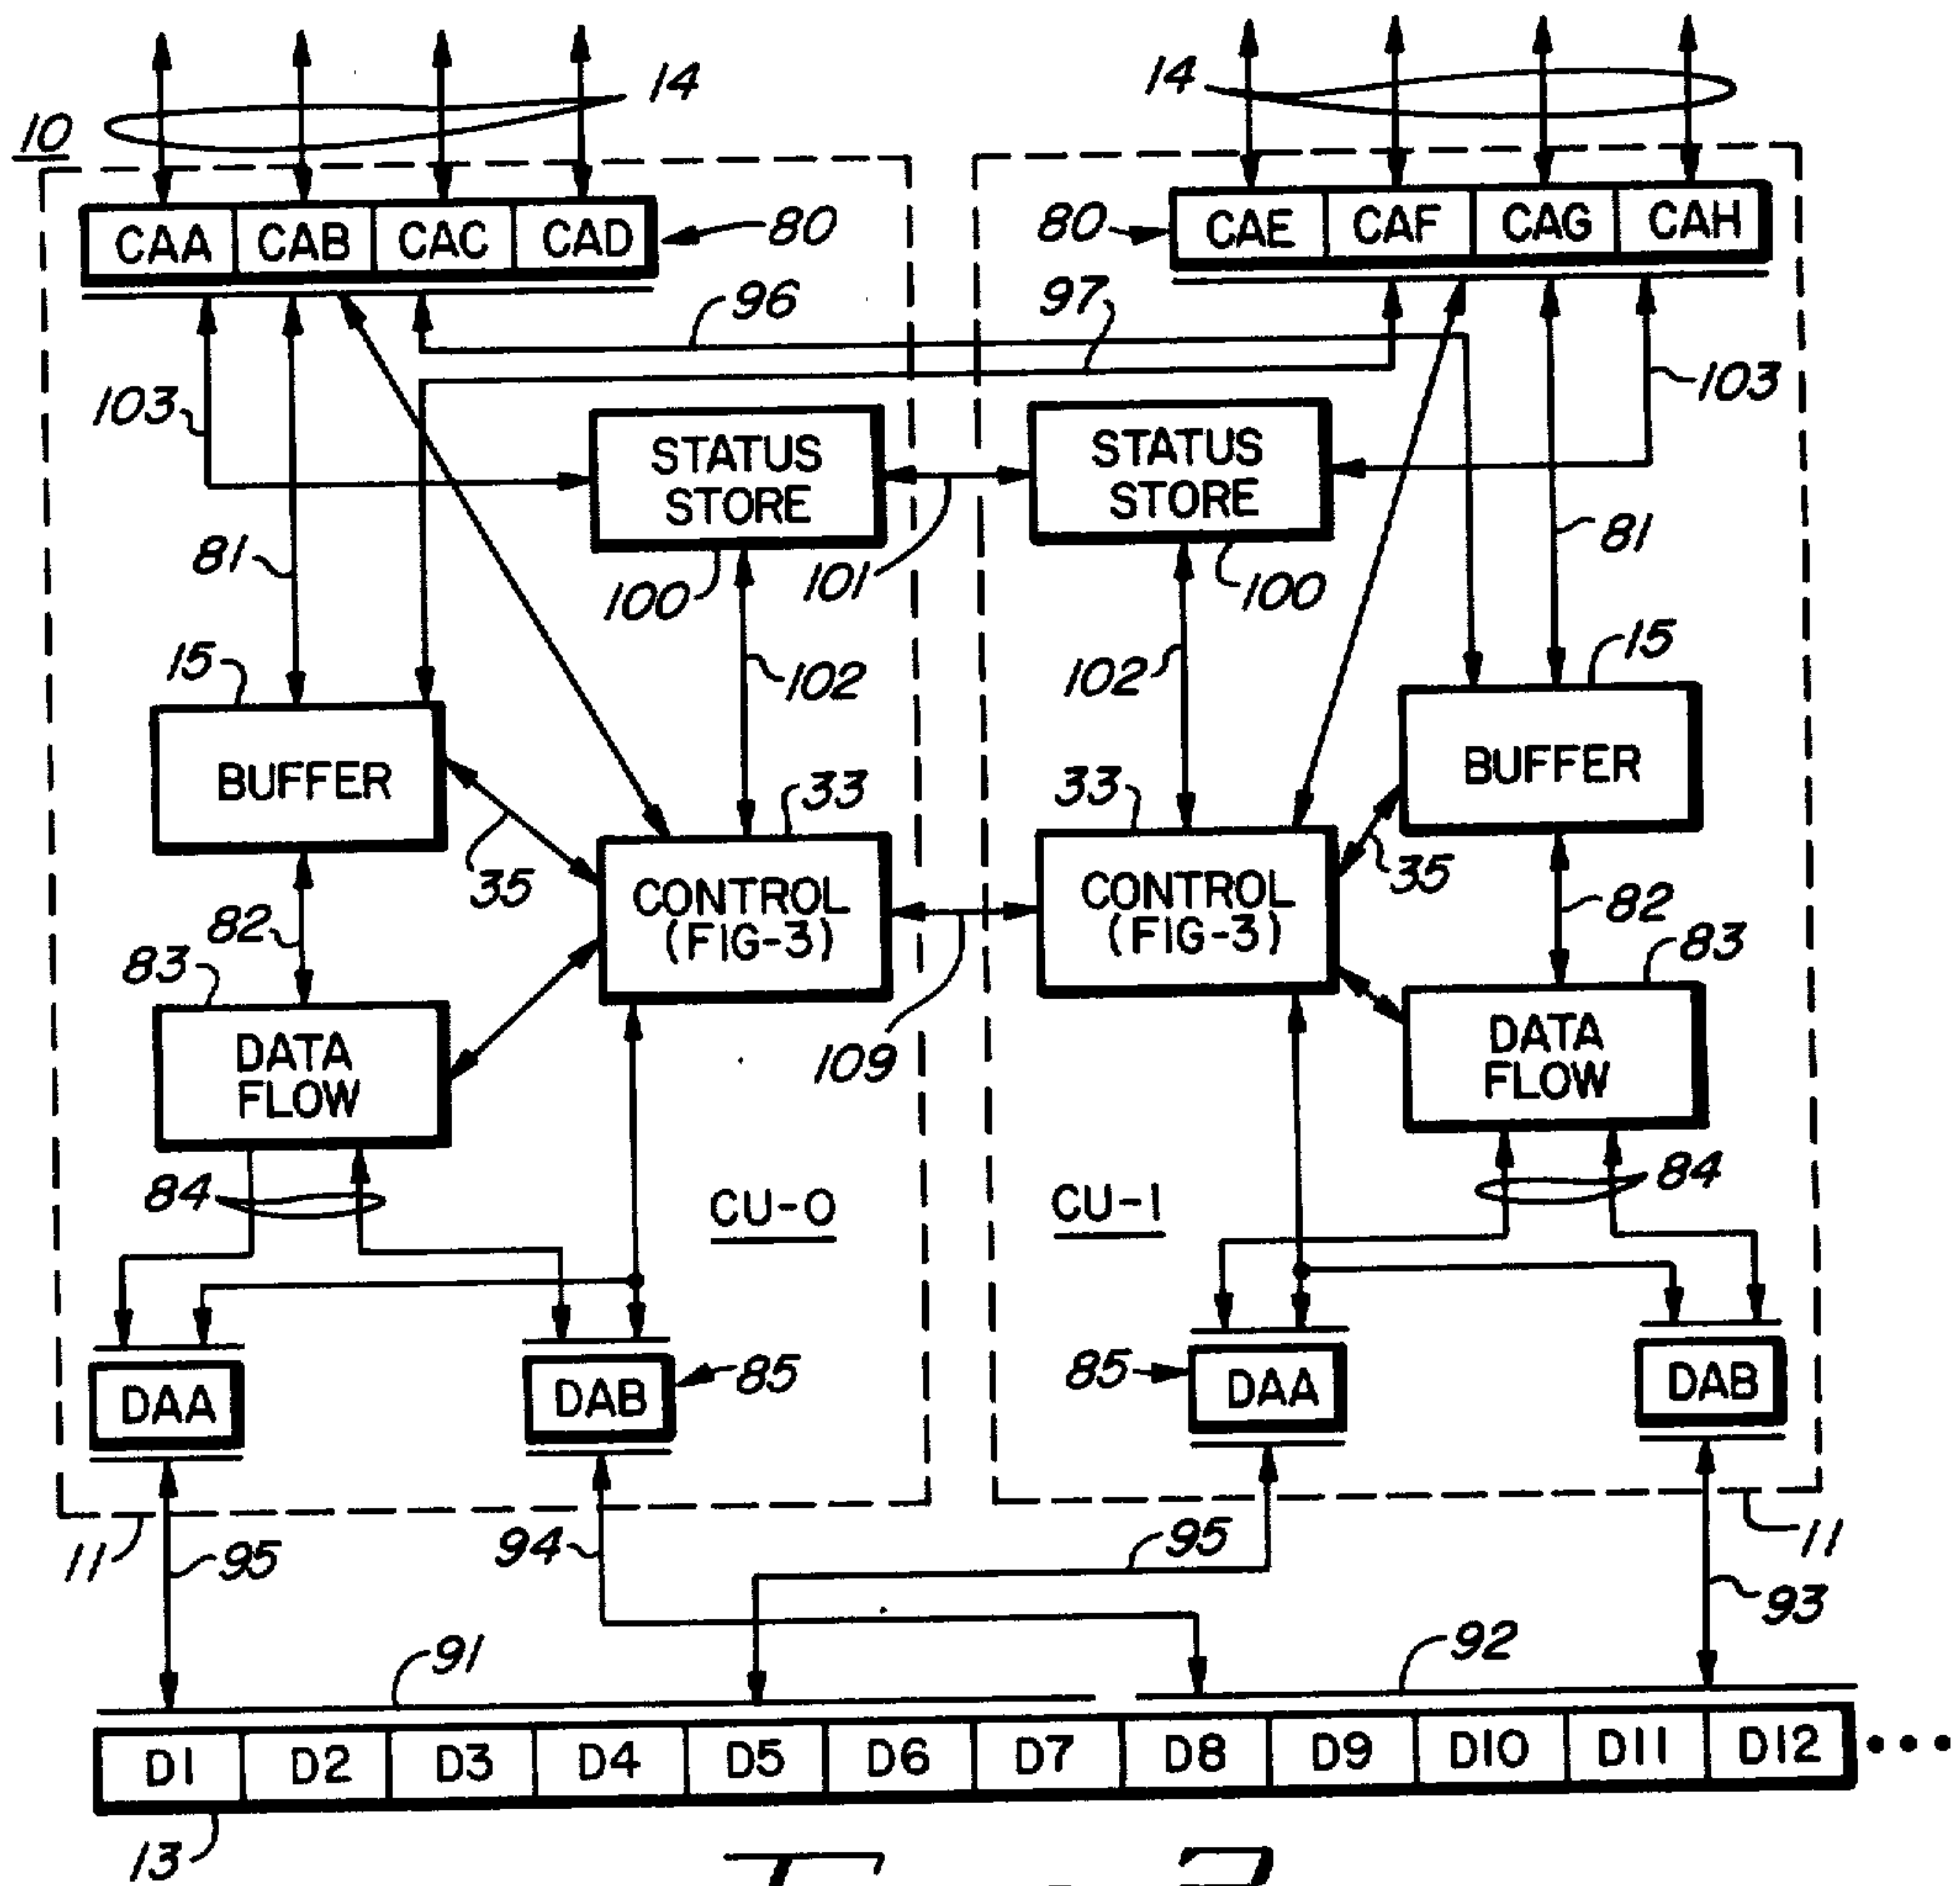 14
14
10
CAA CAB CAC CAD
80
80
CAE CAF CAG CAH
96
97
103
103
STATUS
STORE
STATUS
STORE
81
81
100
101
100
15
102
102
15
BUFFER
BUFFER
33
33
35
35
CONTROL
(FIG-3)
CONTROL
(FIG-3)
82
82
83
83
109
DATA
FLOW
DATA
FLOW
84
84
CU-0
CU-1
DAA
DAB
85
85
DAA
DAB
11
95
94
95
11
93
91
92
D1 D2 D3 D4 D5 D6 D7 D8 D9 D10 D11 D12
13